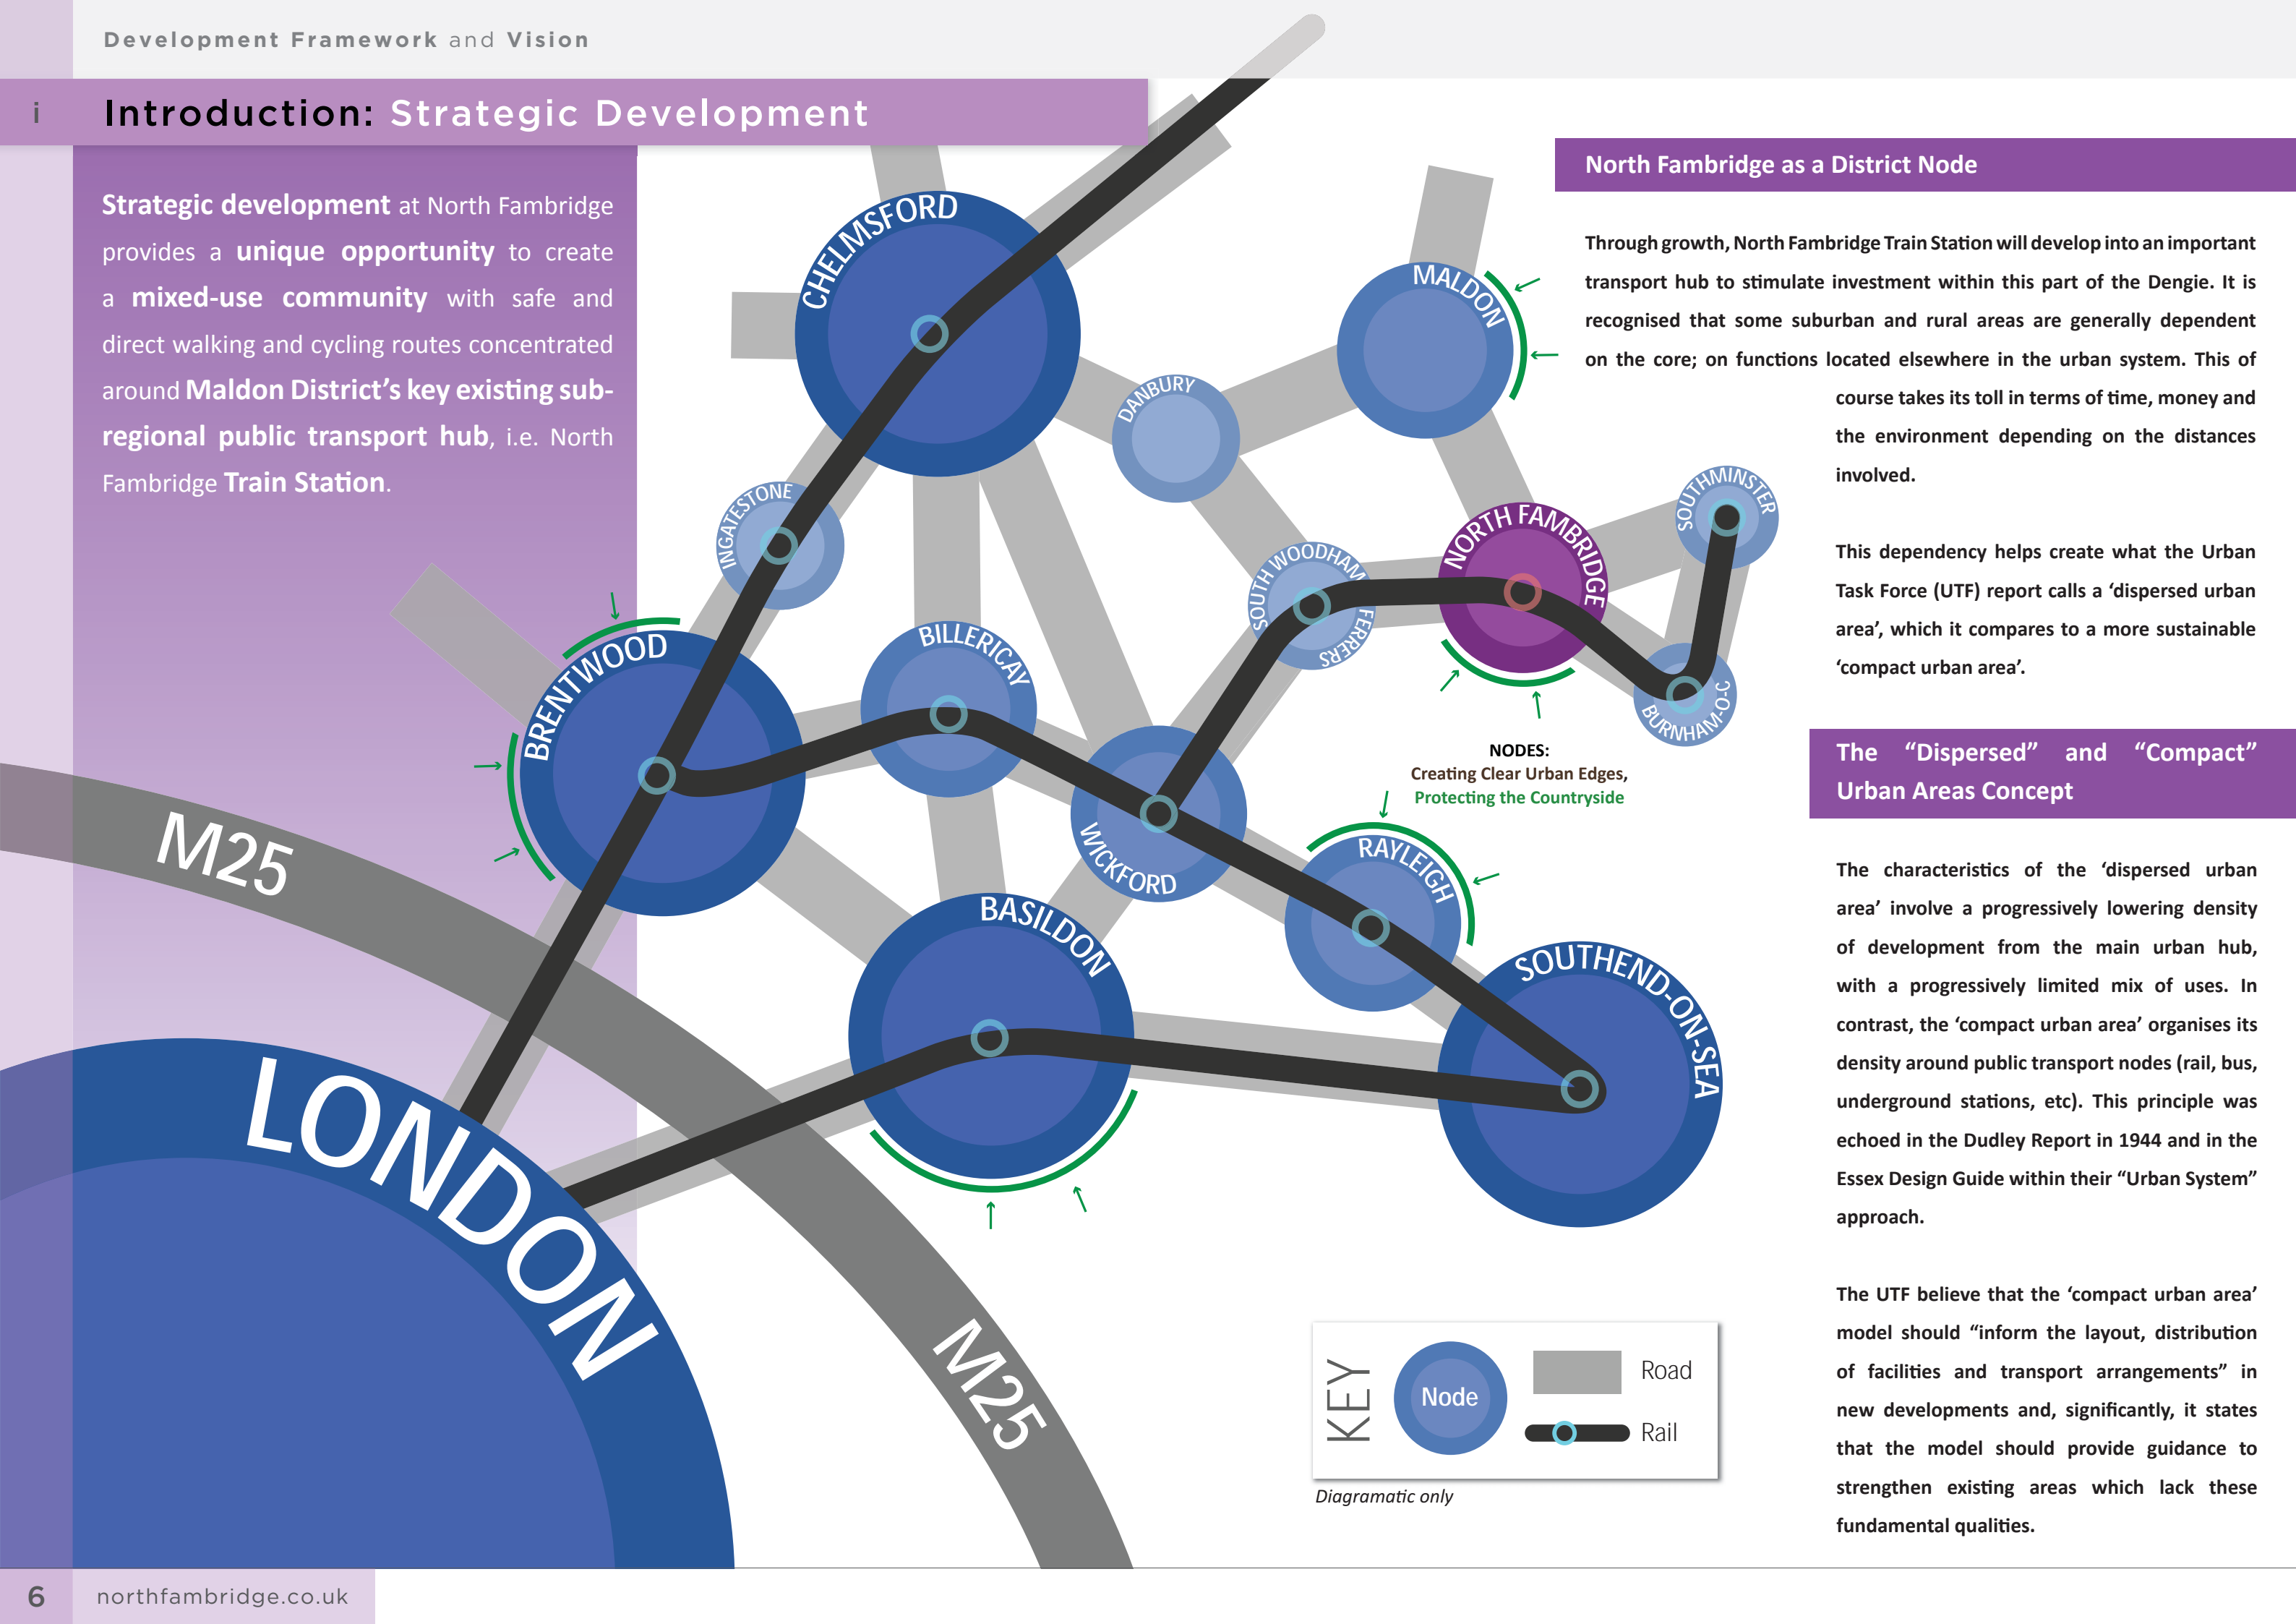 Development Framework and Vision
i
Introduction: Strategic Development
Strategic development at North Fambridge
provides a unique opportunity to create
a mixed-use community with safe and
direct walking and cycling routes concentrated
around Maldon District's key existing sub-
regional public transport hub, i.e. North
Fambridge Train Station.
CHELMSFORD
MALDON
DANBURY
INGATESTONE
SOUTHMINSTER
NORTH FAMBRIDGE
SOUTH WOODHAM FERRERS
BRENTWOOD
BILLERICAY
BURNHAM-O-C
WICKFORD
NODES:
Creating Clear Urban Edges,
Protecting the Countryside
RAYLEIGH
M25
BASILDON
SOUTHEND-ON-SEA
LONDON
M25
KEY
Node
Road
Rail
Diagramatic only
North Fambridge as a District Node
Through growth, North Fambridge Train Station will develop into an important
transport hub to stimulate investment within this part of the Dengie. It is
recognised that some suburban and rural areas are generally dependent
on the core; on functions located elsewhere in the urban system. This of
course takes its toll in terms of time, money and
the environment depending on the distances
involved.
This dependency helps create what the Urban
Task Force (UTF) report calls a ‘dispersed urban
area’, which it compares to a more sustainable
‘compact urban area’.
The “Dispersed” and “Compact”
Urban Areas Concept
The characteristics of the ‘dispersed urban
area’ involve a progressively lowering density
of development from the main urban hub,
with a progressively limited mix of uses. In
contrast, the ‘compact urban area’ organises its
density around public transport nodes (rail, bus,
underground stations, etc). This principle was
echoed in the Dudley Report in 1944 and in the
Essex Design Guide within their “Urban System”
approach.
The UTF believe that the ‘compact urban area’
model should “inform the layout, distribution
of facilities and transport arrangements” in
new developments and, significantly, it states
that the model should provide guidance to
strengthen existing areas which lack these
fundamental qualities.
6
northfambridge.co.uk